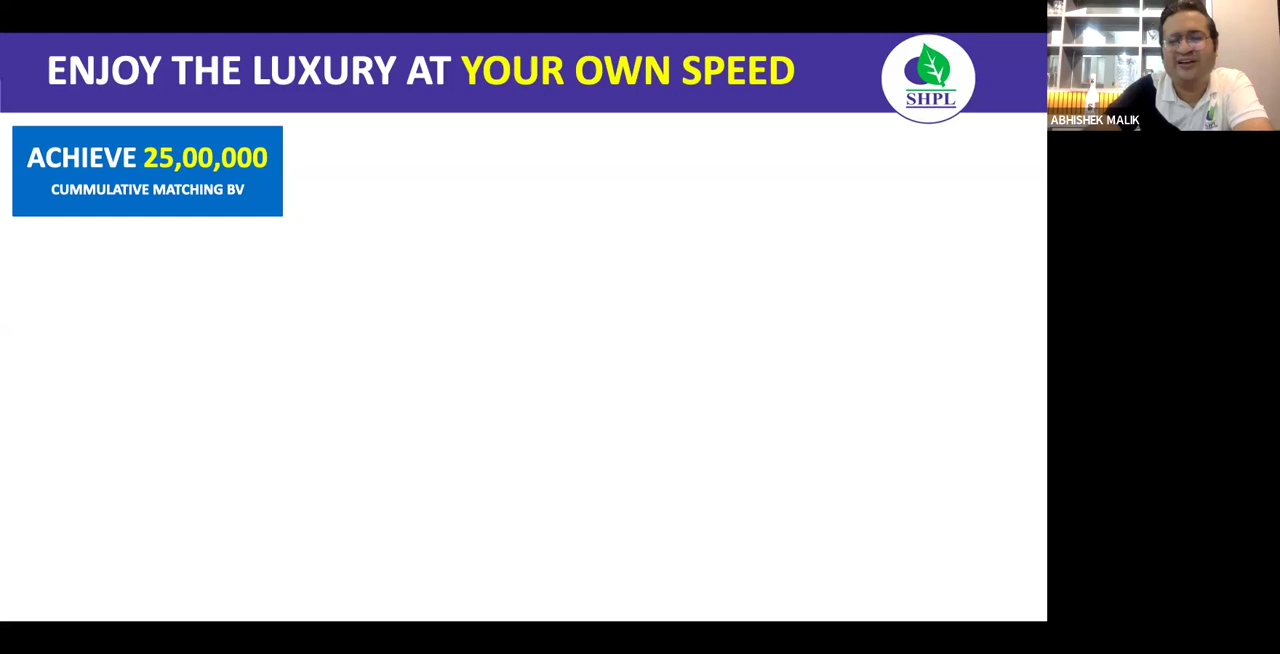 ENJOY THE LUXURY AT YOUR OWN SPEED
SHPL
ABHISHEK MALIK
ACHIEVE 25,00,000
CUMMULATIVE MATCHING BV